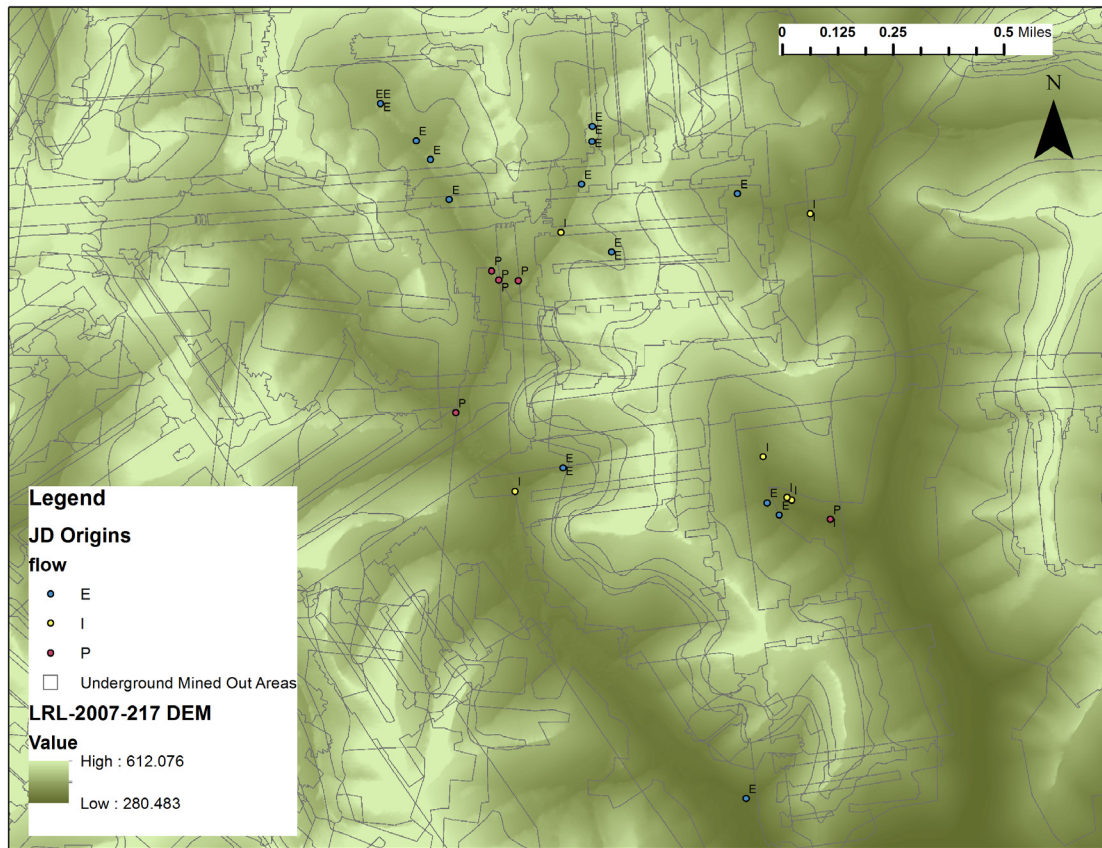 0 0.125 0.25 0.5 Miles
N
EE
E
E
E
E
E
E
E
E
E
I
I
I
E
E
P
P
P
P
P
E
E
I
I
I I
E
E
P
I
E
Legend
JD Origins
flow
E
I
P
Underground Mined Out Areas
LRL-2007-217 DEM
Value
High : 612.076
Low : 280.483